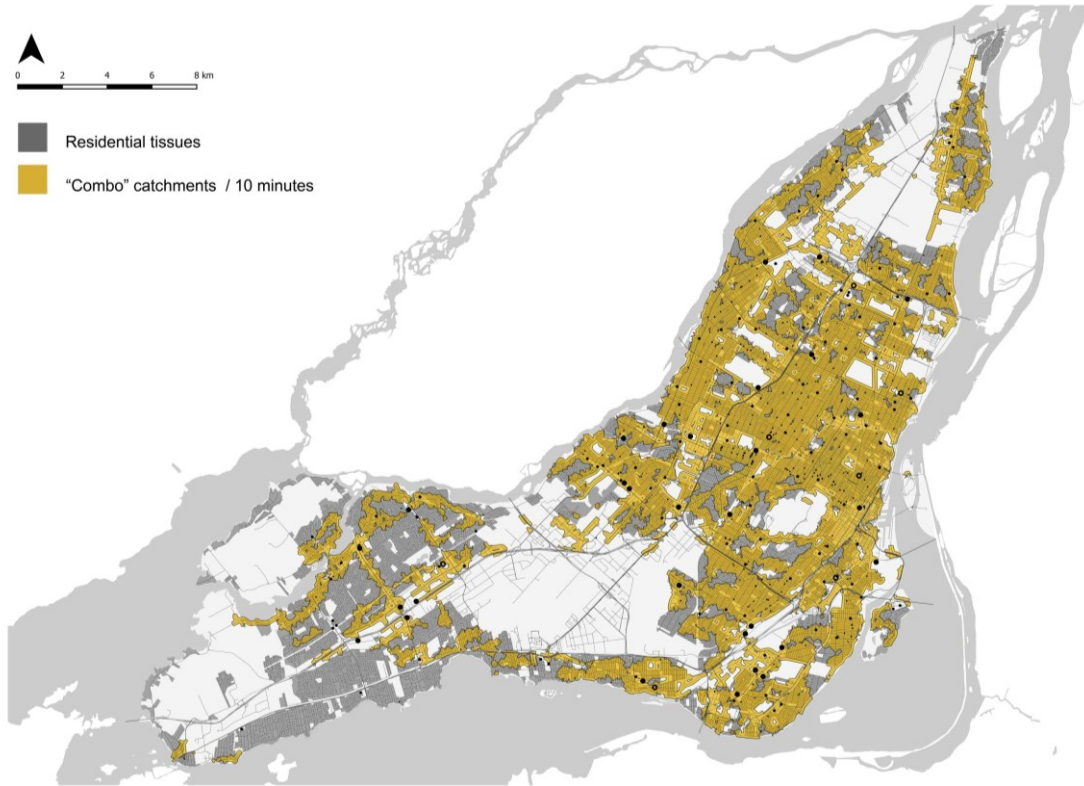 0 2 4 6 8 km
Residential tissues
“Combo” catchments / 10 minutes